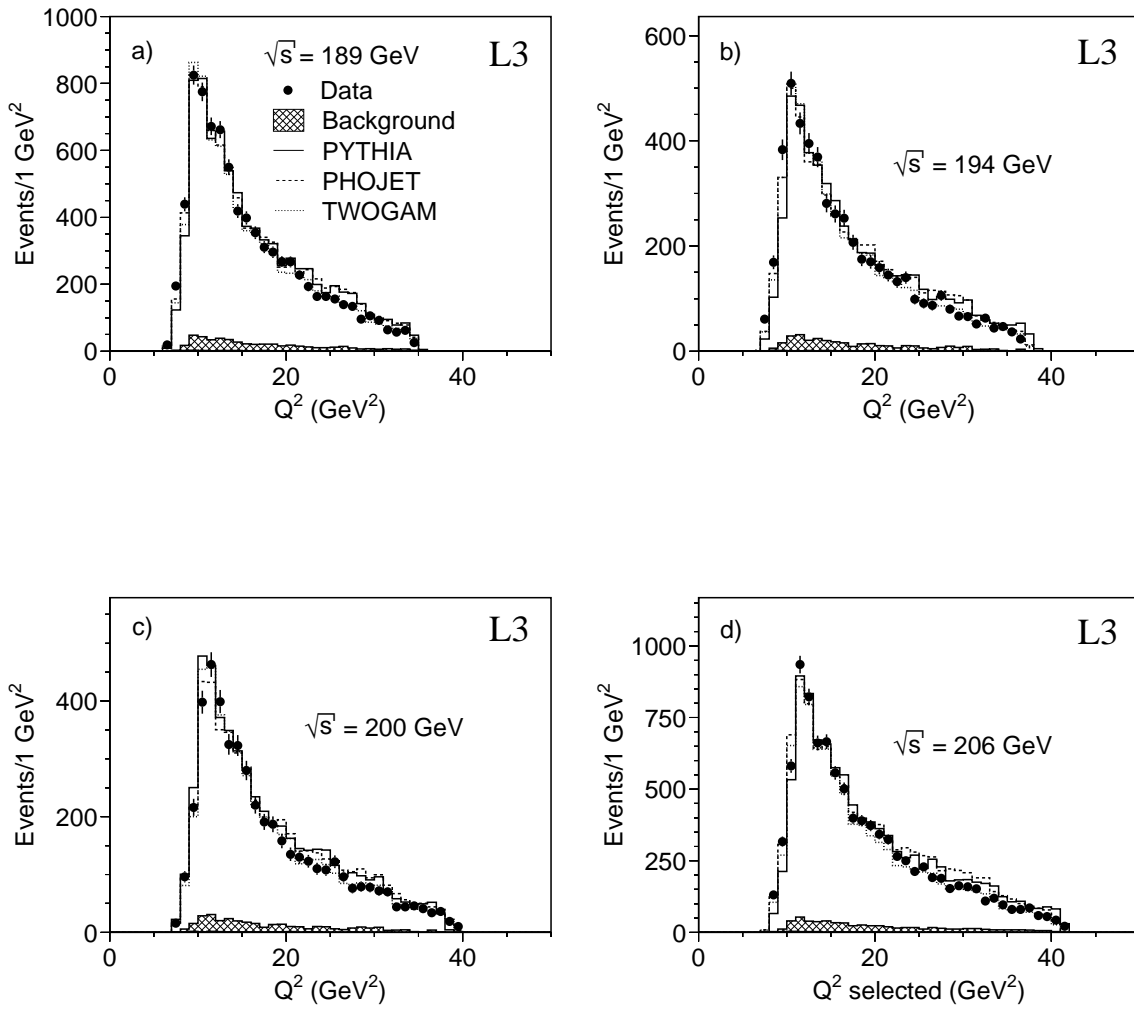 a)
√s = 189 GeV
L3
Data
Background
PYTHIA
PHOJET
TWOGAM
Events/1 GeV²
1000
800
600
400
200
0
0 20 40
Q² (GeV²)
b)
L3
√s = 194 GeV
Events/1 GeV²
600
400
200
0
0 20 40
Q² (GeV²)
c)
L3
√s = 200 GeV
Events/1 GeV²
400
200
0
0 20 40
Q² (GeV²)
d)
L3
√s = 206 GeV
Events/1 GeV²
1000
750
500
250
0
0 20 40
Q² selected (GeV²)